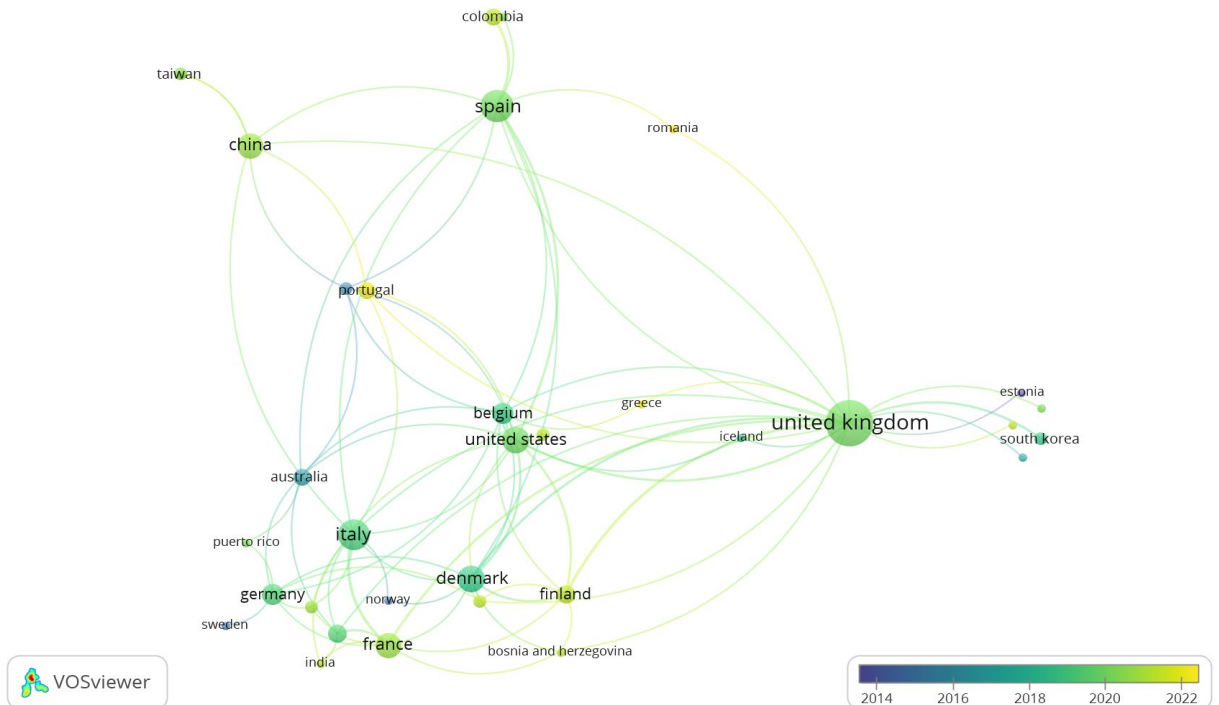 colombia
taiwan
spain
romania
china
portugal
estonia
greece
belgium
united kingdom
iceland
united states
south korea
australia
italy
puerto rico
denmark
germany
norway
finland
sweden
france
bosnia and herzegovina
india
VOSviewer
2014 2016 2018 2020 2022